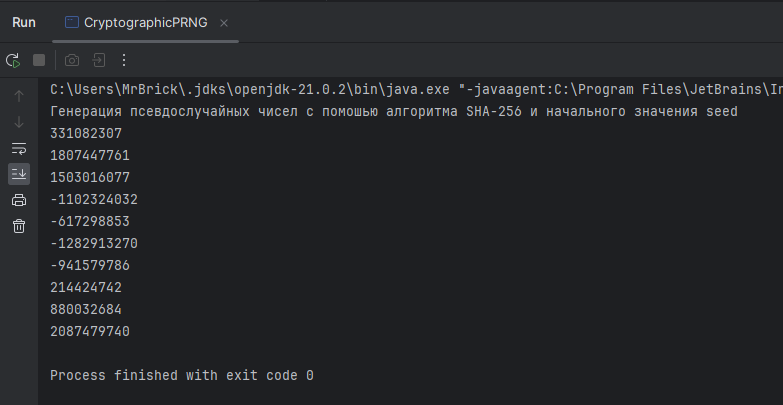 Run CryptographicPRNG
C:\Users\MrBrick\.jdks\openjdk-21.0.2\bin\java.exe "-javaagent:C:\Program Files\JetBrains\In
Генерация псевдослучайных чисел с помошью алгоритма SHA-256 и начального значения seed
331082307
1807447761
1503016077
-1102324032
-617298853
-1282913270
-941579786
214424742
880032684
2087479740
Process finished with exit code 0